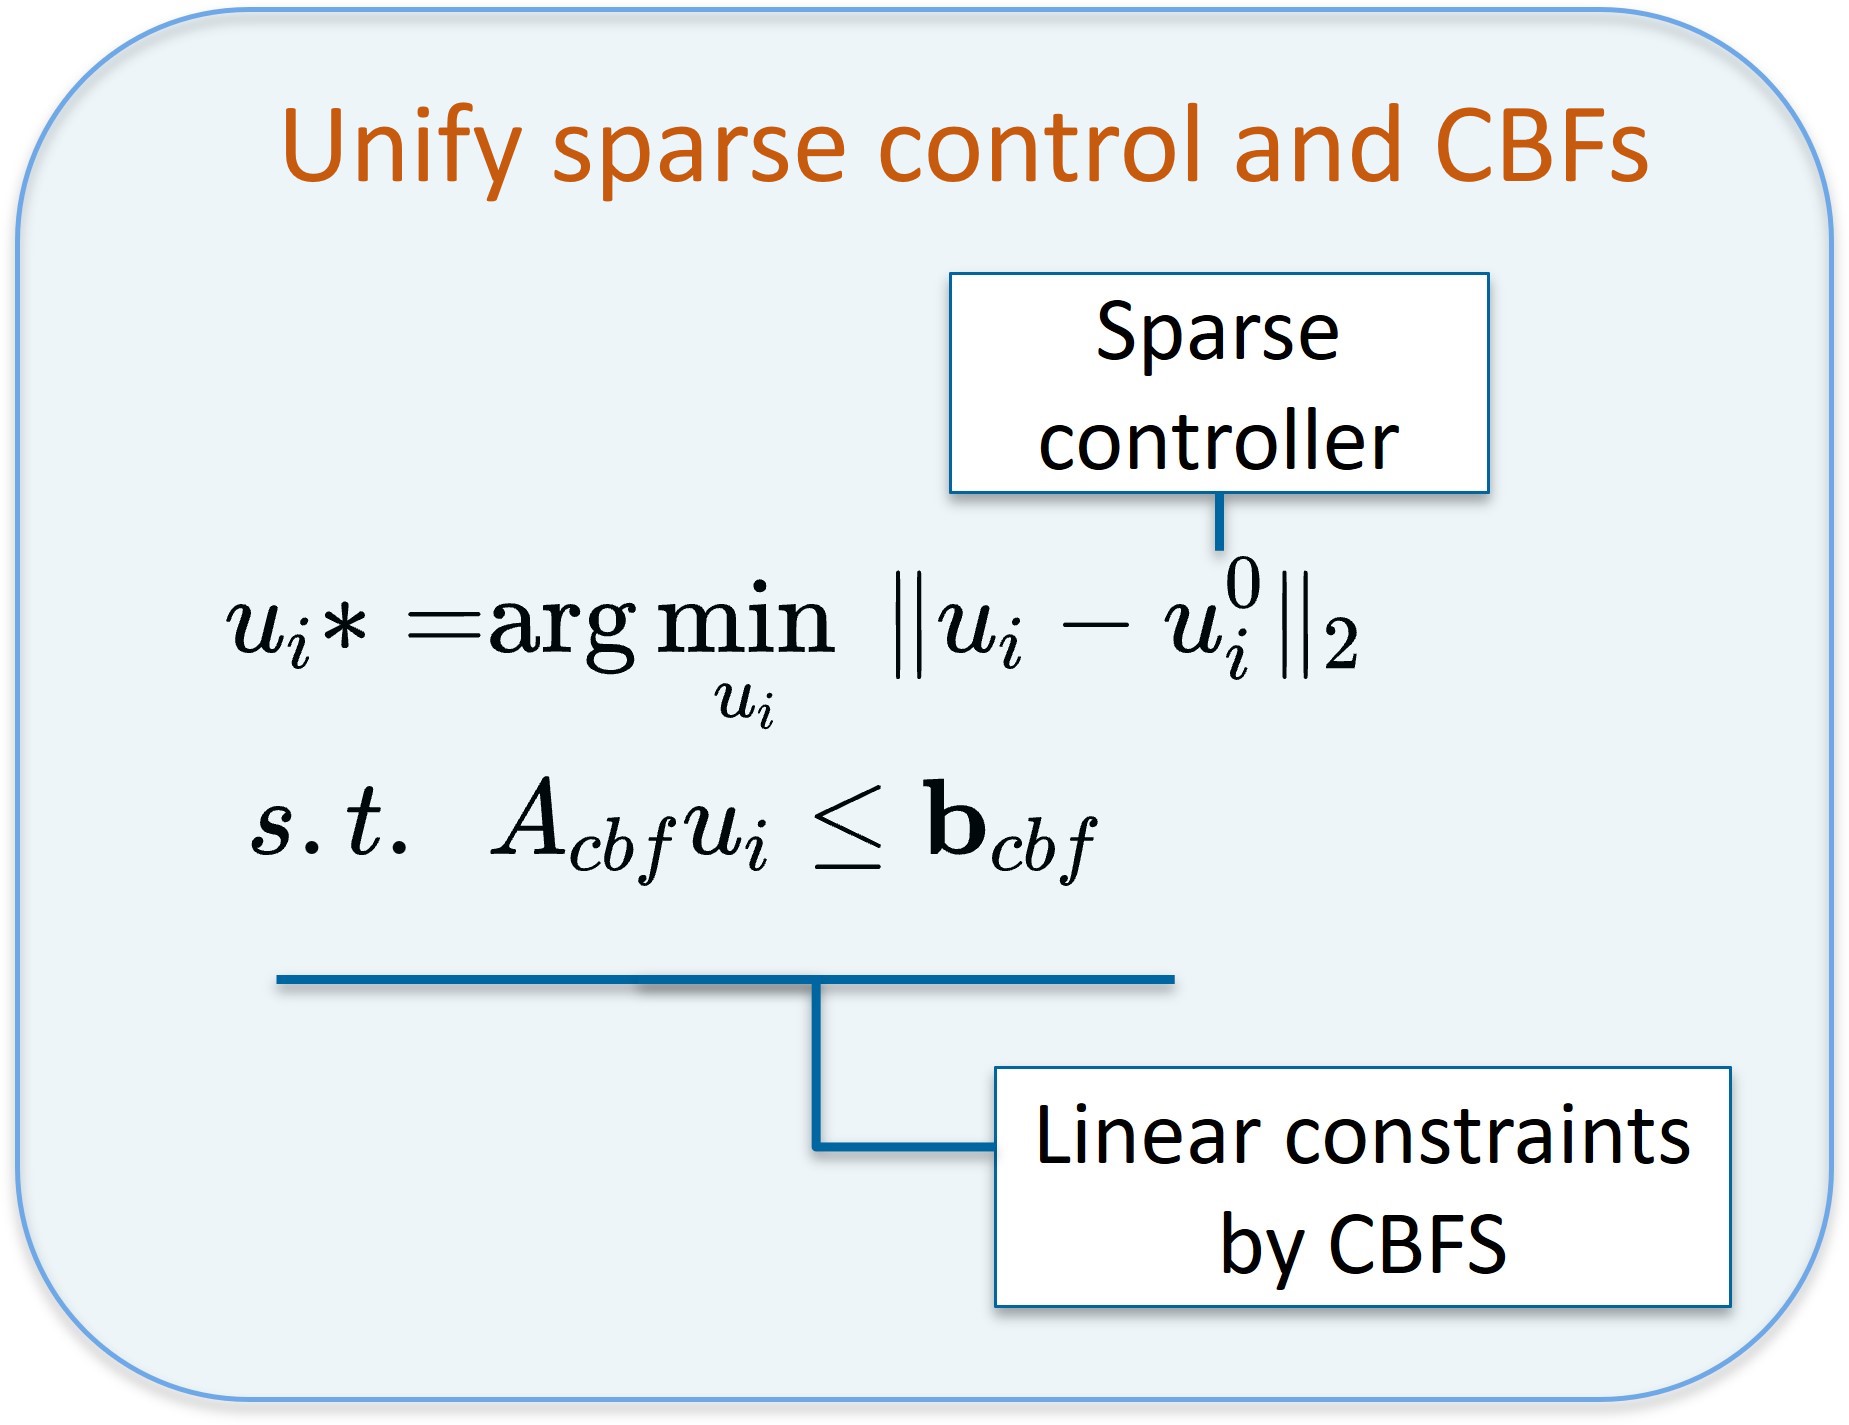 Unify sparse control and CBFs
Sparse
controller
$u_i* = \arg\min_{u_i} \|u_i - u_i^0\|_2$
$s.t. \ A_{cbf} u_i \leq \mathbf{b}_{cbf}$
Linear constraints
by CBFS